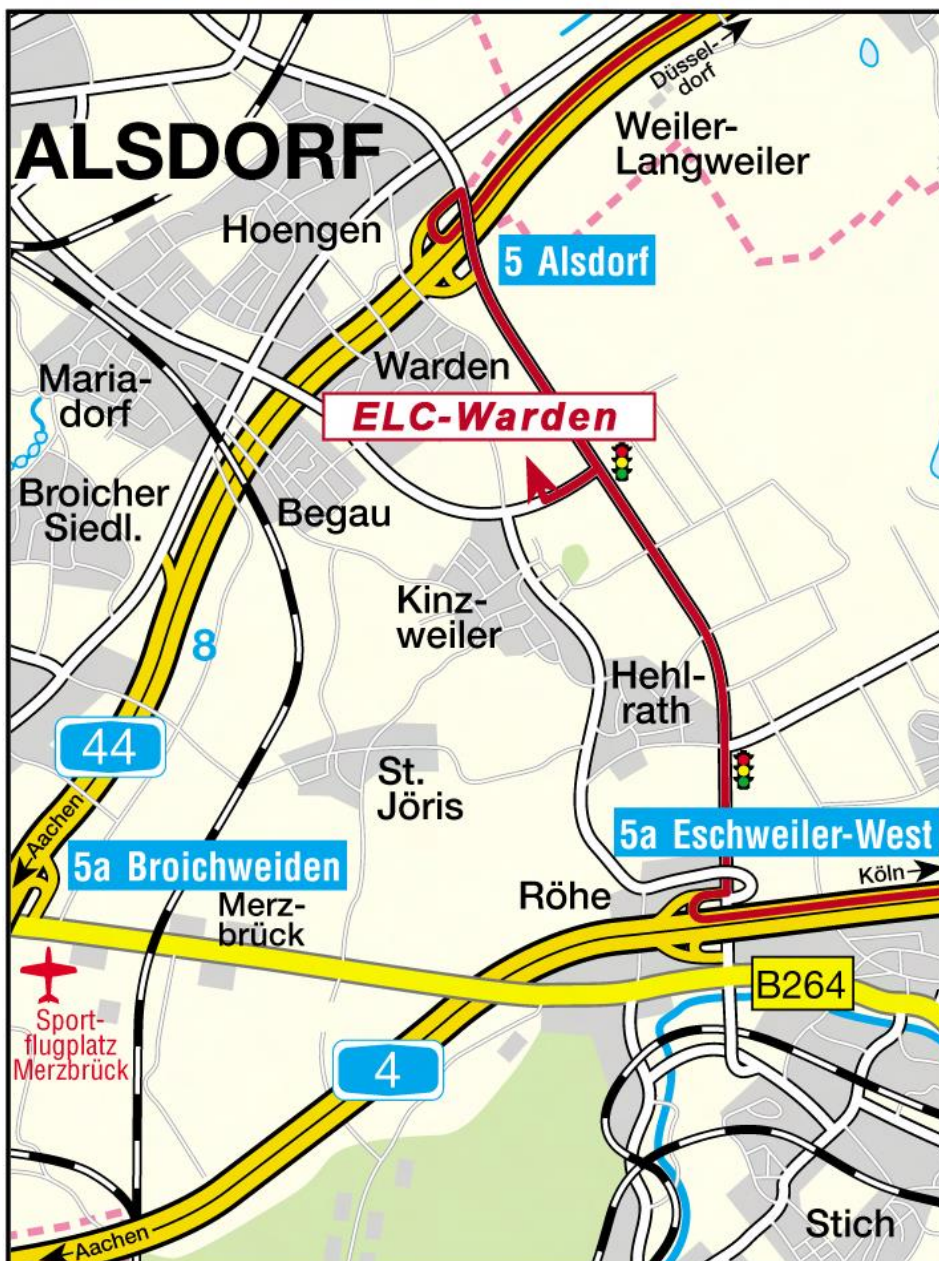 Düssel-
dorf
Weiler-
Langweiler
ALSDORF
Hoengen
5 Alsdorf
Warden
Maria-
dorf
ELC-Warden
Broicher
Siedl.
Begau
Kinz-
weiler
8
Hehl-
rath
44
St.
Jöris
Aachen
5a Broichweiden
5a Eschweiler-West
Köln
Röhe
Merz-
brück
B264
Sport-
flugplatz
Merzbrück
4
Stich
Aachen